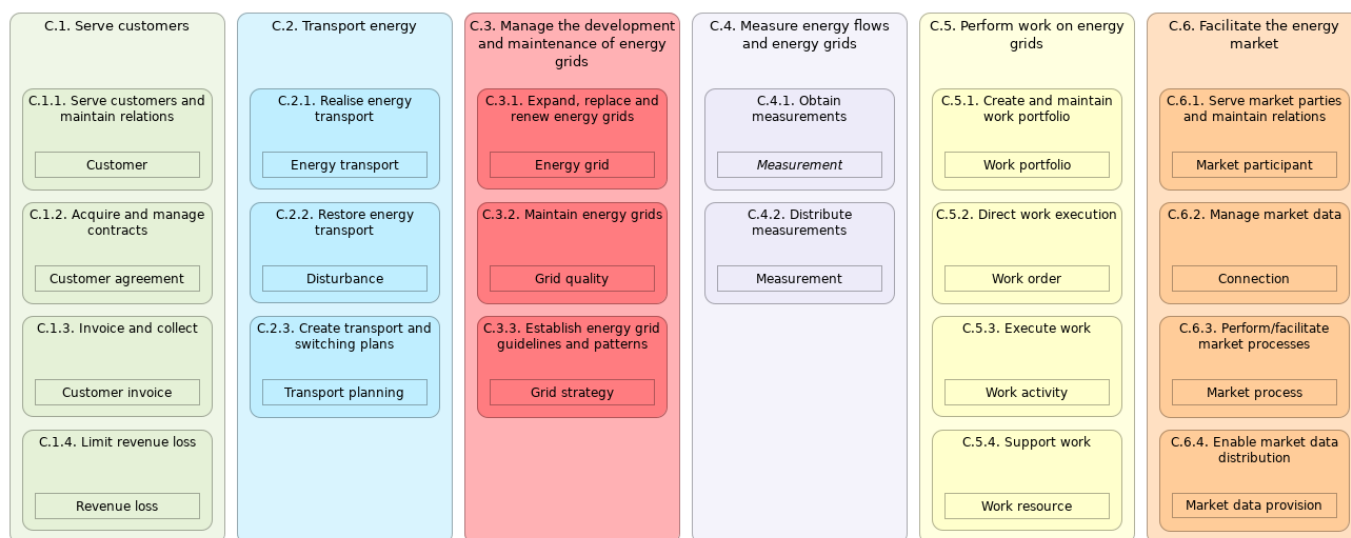 C.1. Serve customers
C.1.1. Serve customers and
maintain relations
Customer
C.1.2. Acquire and manage
contracts
Customer agreement
C.1.3. Invoice and collect
Customer invoice
C.1.4. Limit revenue loss
Revenue loss
C.2. Transport energy
C.2.1. Realise energy
transport
Energy transport
C.2.2. Restore energy
transport
Disturbance
C.2.3. Create transport and
switching plans
Transport planning
C.3. Manage the development
and maintenance of energy
grids
C.3.1. Expand, replace and
renew energy grids
Energy grid
C.3.2. Maintain energy grids
Grid quality
C.3.3. Establish energy grid
guidelines and patterns
Grid strategy
C.4. Measure energy flows
and energy grids
C.4.1. Obtain
measurements
Measurement
C.4.2. Distribute
measurements
Measurement
C.5. Perform work on energy
grids
C.5.1. Create and maintain
work portfolio
Work portfolio
C.5.2. Direct work execution
Work order
C.5.3. Execute work
Work activity
C.5.4. Support work
Work resource
C.6. Facilitate the energy
market
C.6.1. Serve market parties
and maintain relations
Market participant
C.6.2. Manage market data
Connection
C.6.3. Perform/facilitate
market processes
Market process
C.6.4. Enable market data
distribution
Market data provision